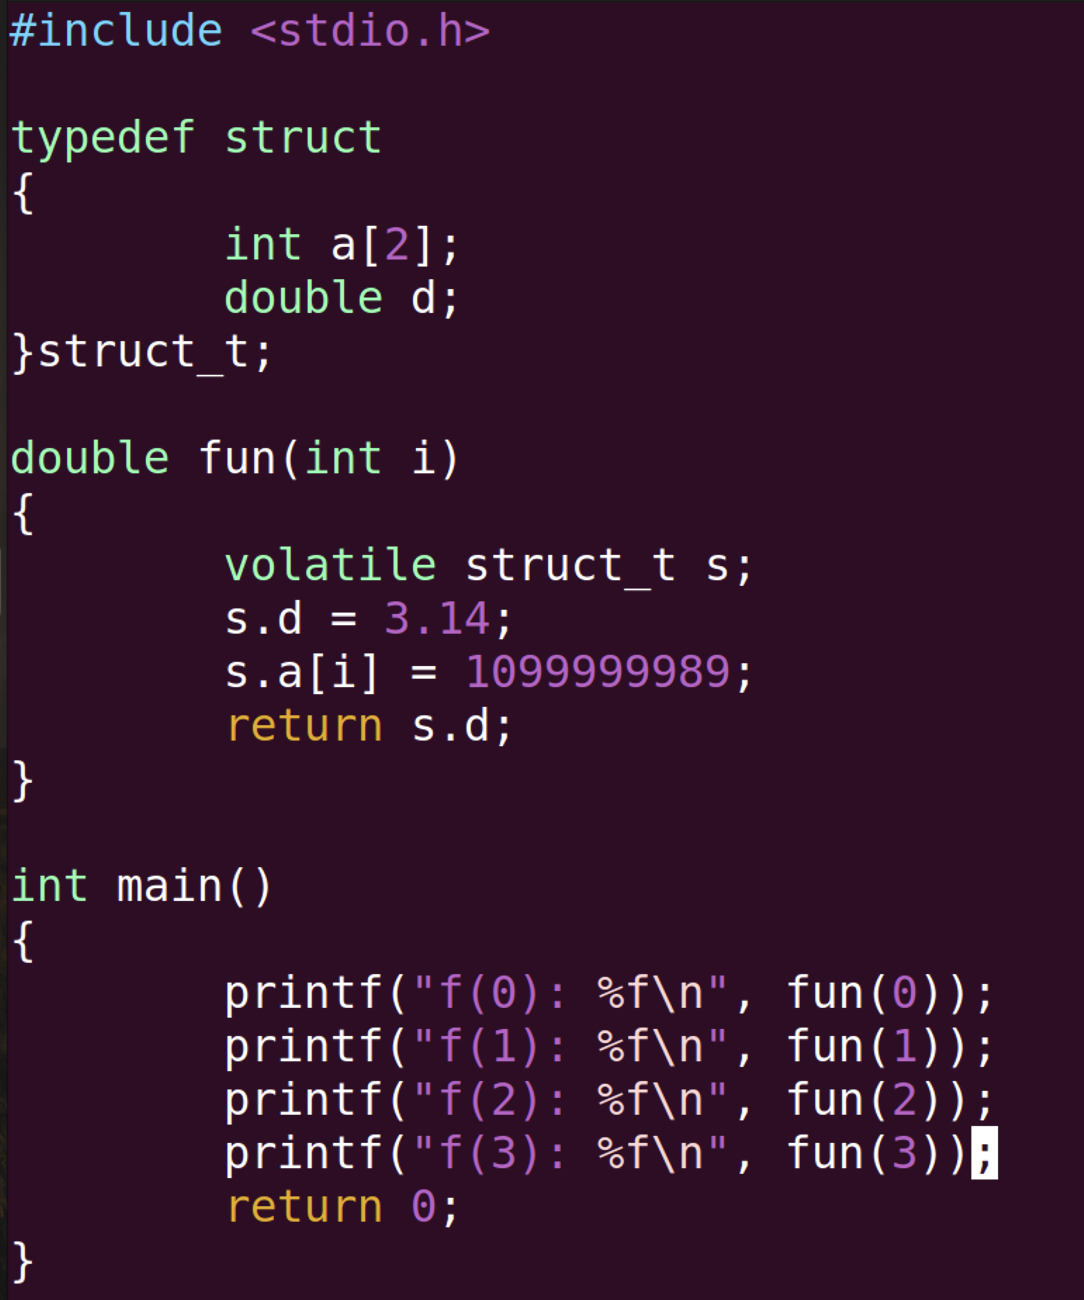 #include <stdio.h>
typedef struct
{
int a[2];
double d;
}struct_t;
double fun(int i)
{
volatile struct_t s;
s.d = 3.14;
s.a[i] = 1099999989;
return s.d;
}
int main()
{
printf("f(0): %f\n", fun(0));
printf("f(1): %f\n", fun(1));
printf("f(2): %f\n", fun(2));
printf("f(3): %f\n", fun(3));
return 0;
}